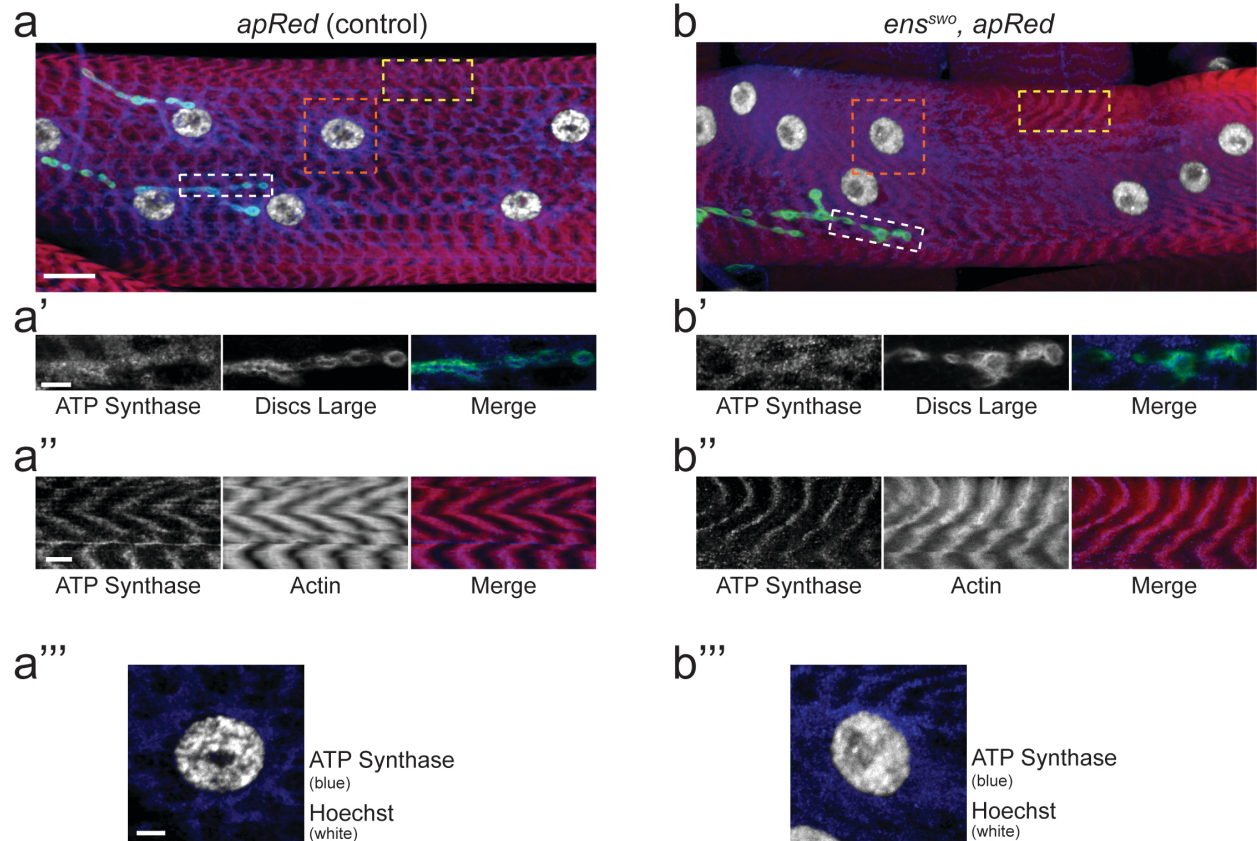 a
apRed (control)
b
ens^swo, apRed
a’
b’
ATP Synthase
Discs Large
Merge
ATP Synthase
Discs Large
Merge
a’’
b’’
ATP Synthase
Actin
Merge
ATP Synthase
Actin
Merge
a’’’
b’’’
ATP Synthase
(blue)
Hoechst
(white)
ATP Synthase
(blue)
Hoechst
(white)